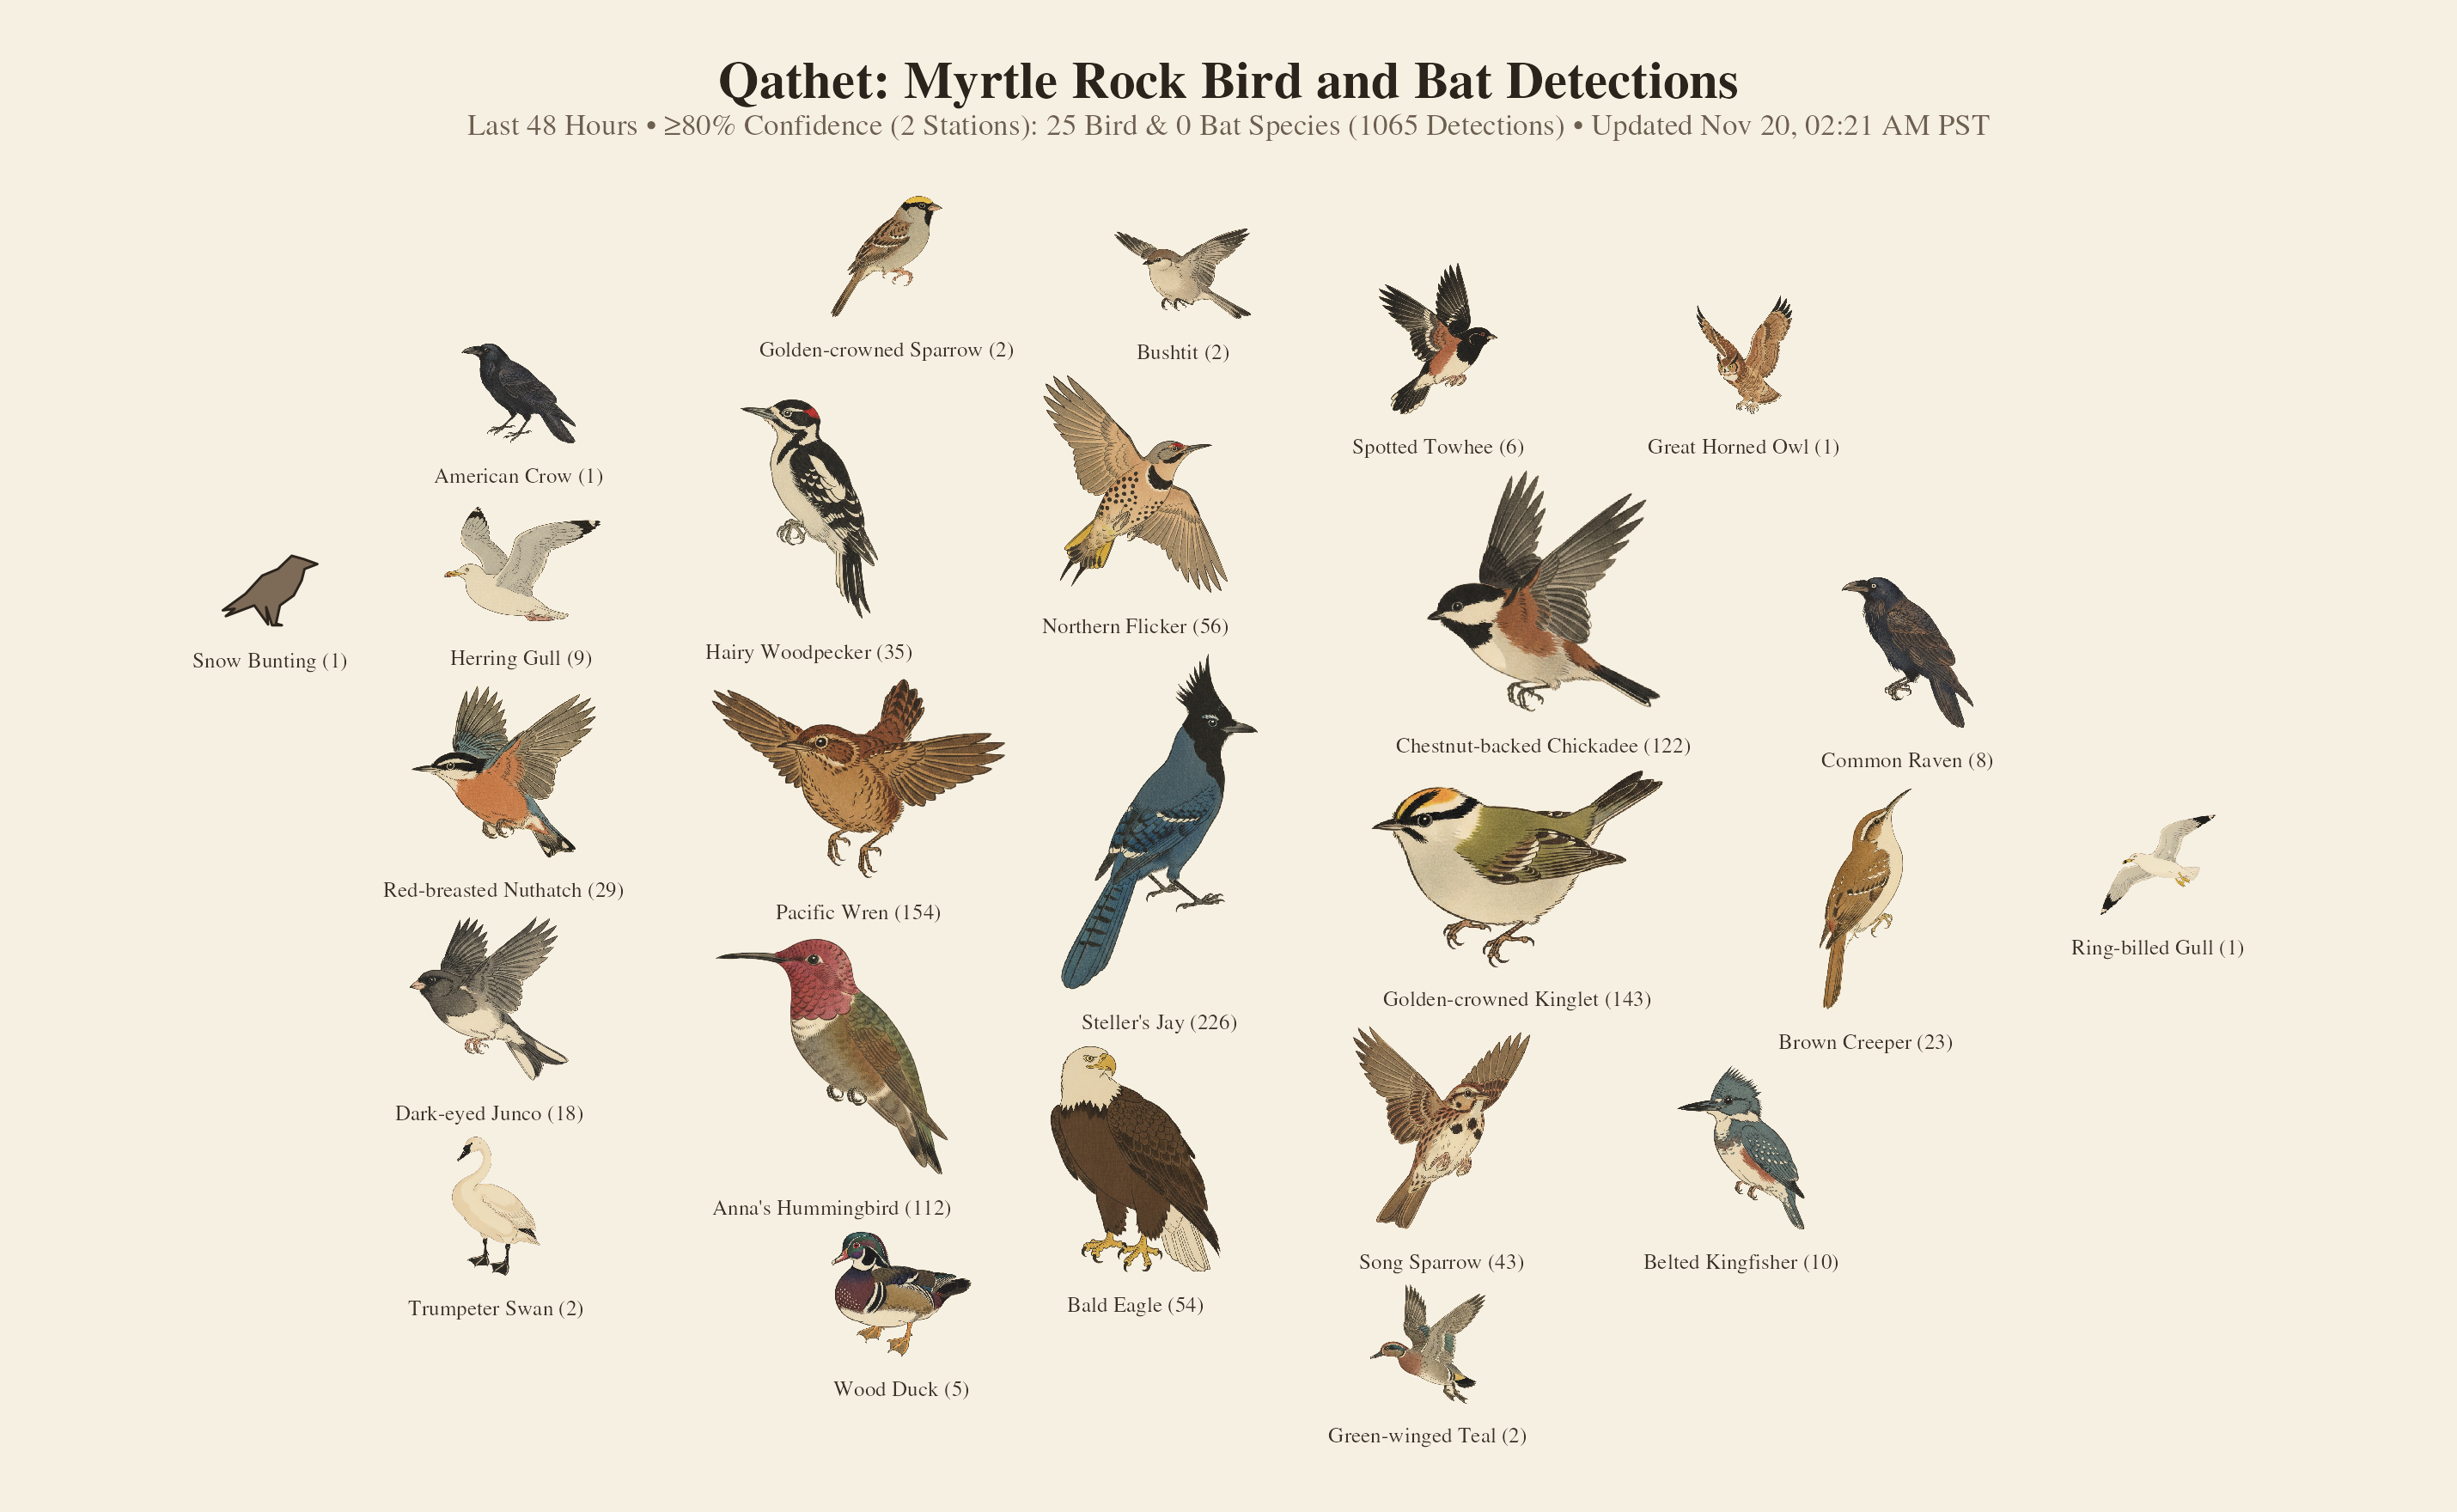 Qathet: Myrtle Rock Bird and Bat Detections
Last 48 Hours • ≥80% Confidence (2 Stations): 25 Bird & 0 Bat Species (1065 Detections) • Updated Nov 20, 02:21 AM PST
Golden-crowned Sparrow (2)
Bushtit (2)
Spotted Towhee (6)
Great Horned Owl (1)
American Crow (1)
Northern Flicker (56)
Hairy Woodpecker (35)
Herring Gull (9)
Snow Bunting (1)
Chestnut-backed Chickadee (122)
Common Raven (8)
Red-breasted Nuthatch (29)
Pacific Wren (154)
Ring-billed Gull (1)
Golden-crowned Kinglet (143)
Steller's Jay (226)
Brown Creeper (23)
Dark-eyed Junco (18)
Anna's Hummingbird (112)
Song Sparrow (43)
Belted Kingfisher (10)
Bald Eagle (54)
Trumpeter Swan (2)
Wood Duck (5)
Green-winged Teal (2)